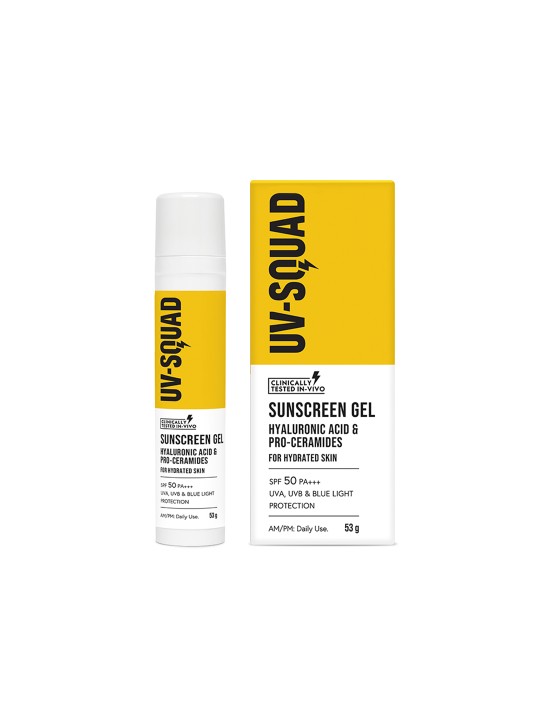 UV-SQUAD
CLINICALLY
TESTED IN-VIVO
SUNSCREEN GEL
HYALURONIC ACID &
PRO-CERAMIDES
FOR HYDRATED SKIN
SPF 50 PA+++
UVA, UVB & BLUE LIGHT
PROTECTION
AM/PM: Daily Use. 53 g
UV-SQUAD
CLINICALLY
TESTED IN-VIVO
SUNSCREEN GEL
HYALURONIC ACID &
PRO-CERAMIDES
FOR HYDRATED SKIN
SPF 50 PA+++
UVA, UVB & BLUE LIGHT
PROTECTION
AM/PM: Daily Use. 53 g